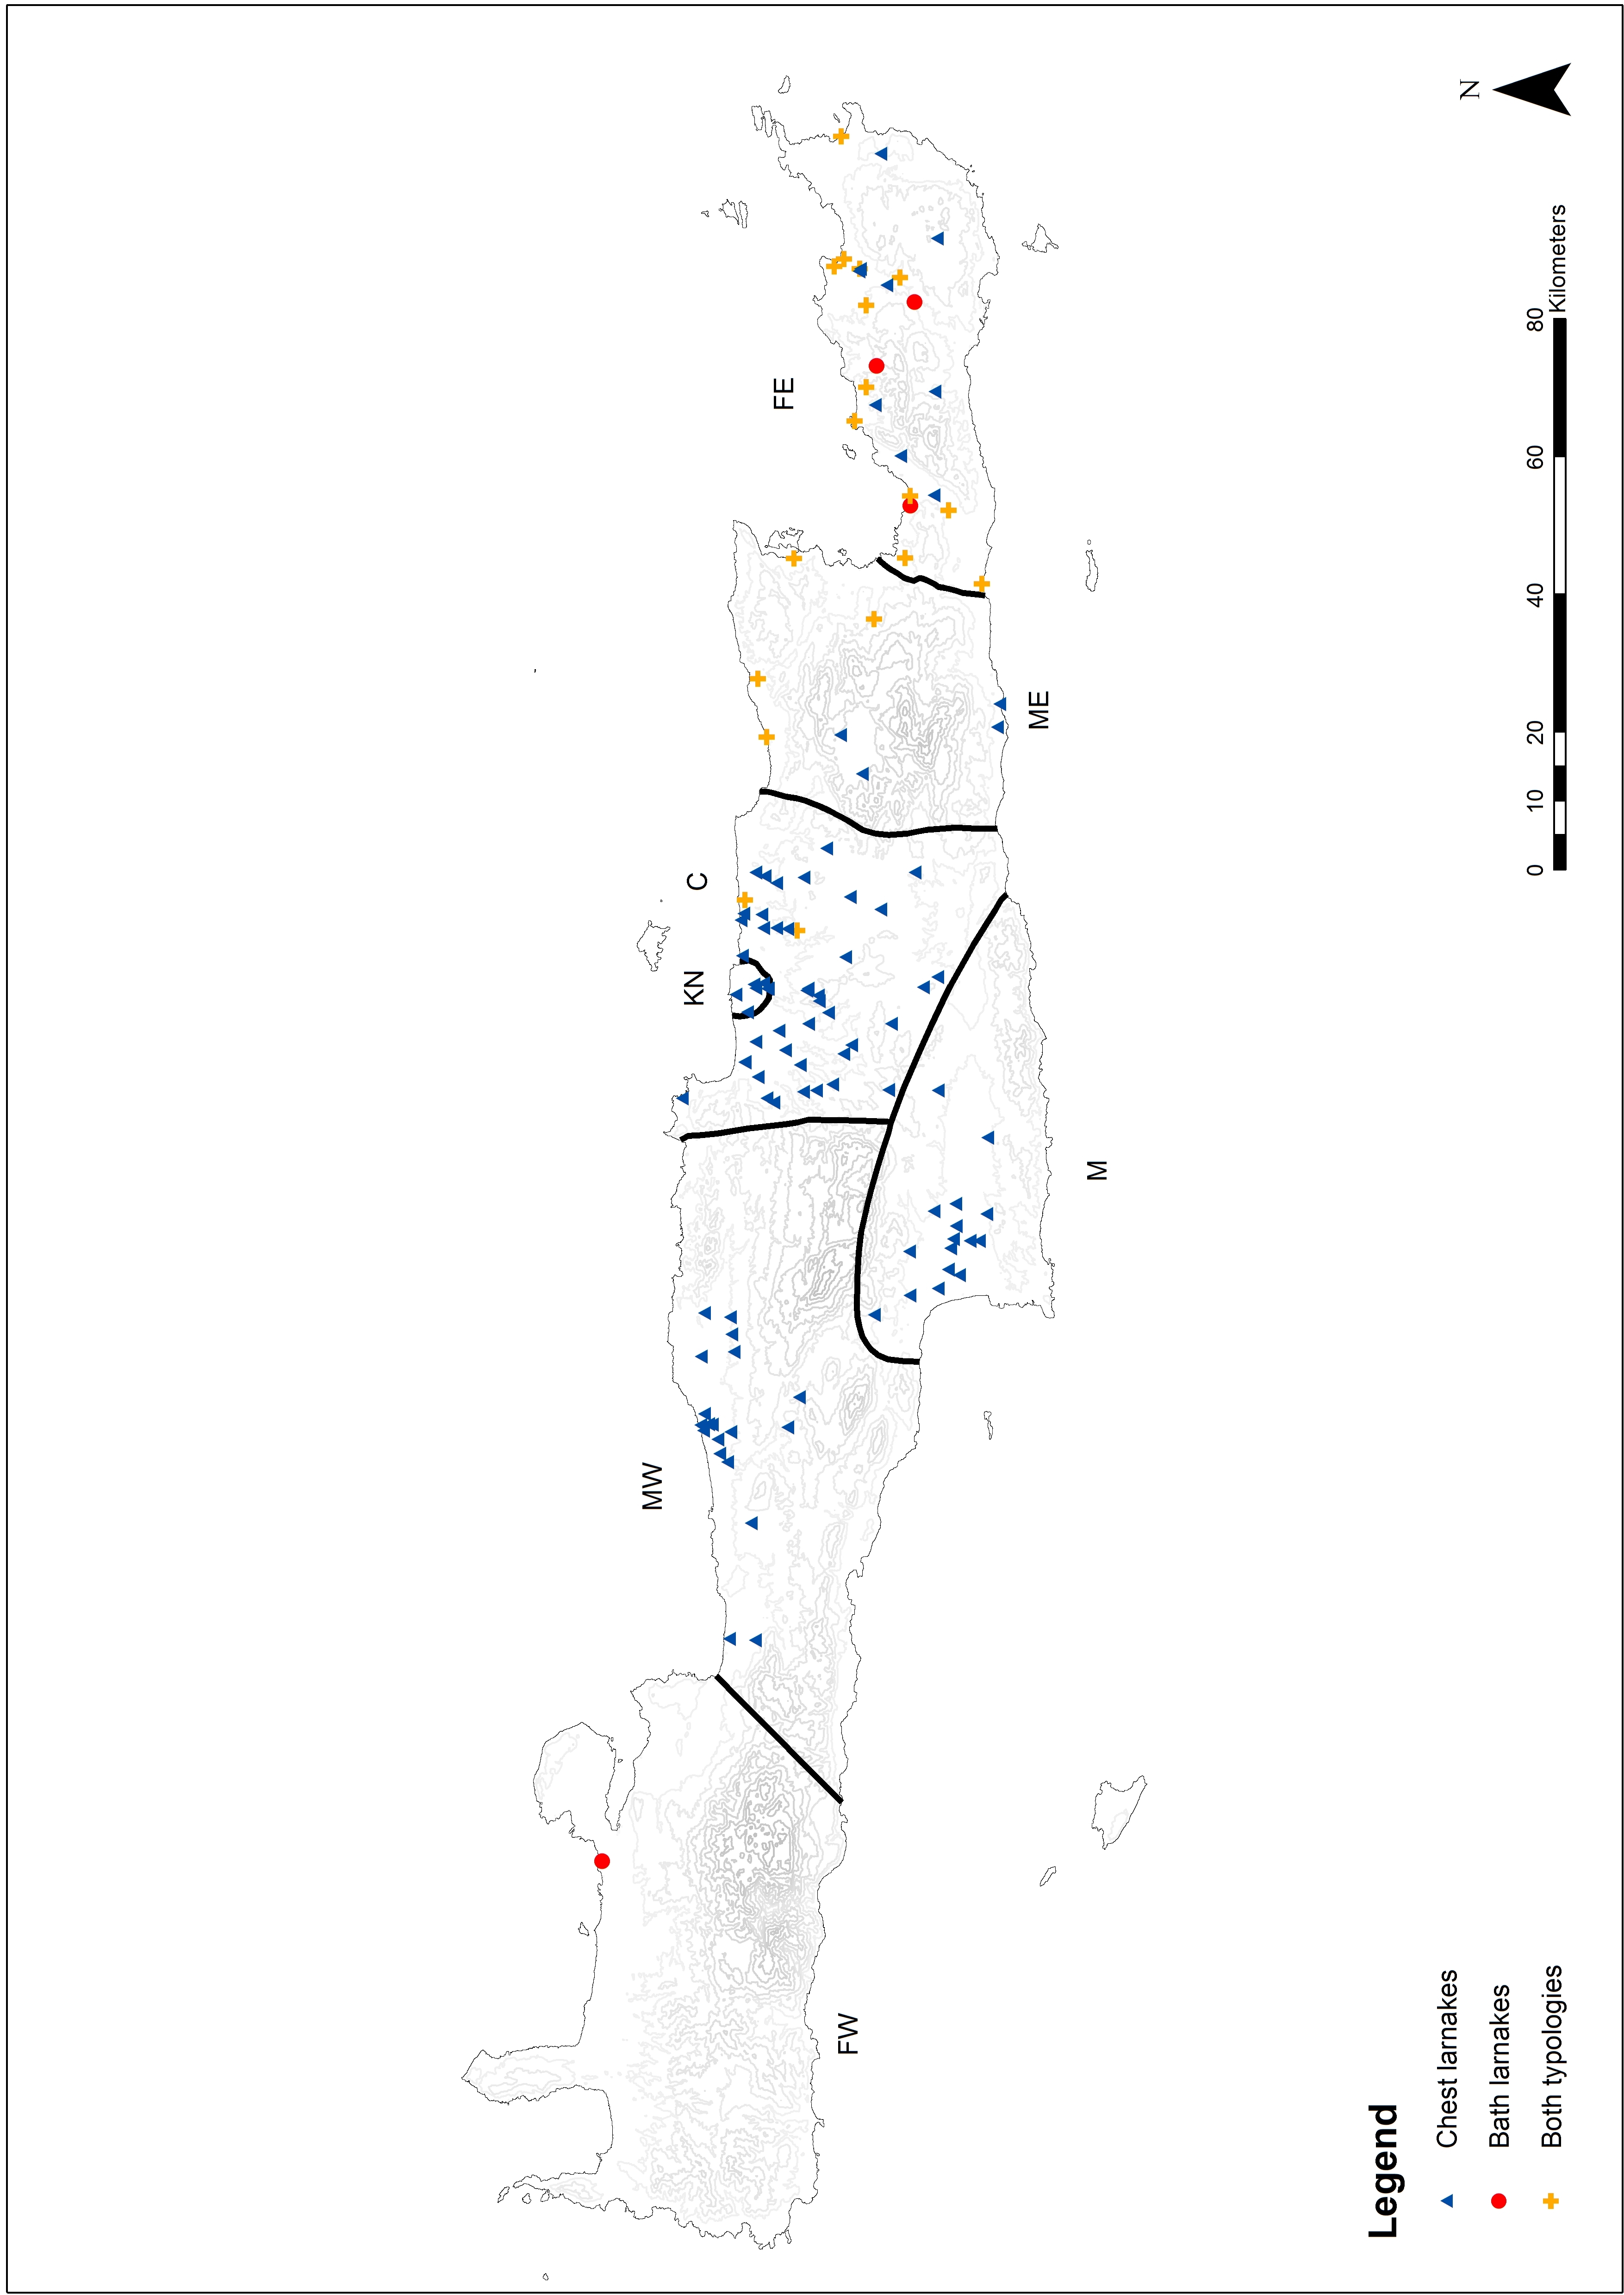 FE
C
KN
ME
MW
M
FW
N
Legend
Chest larnakes
Bath larnakes
Both typologies
0 10 20 40 60 80
Kilometers